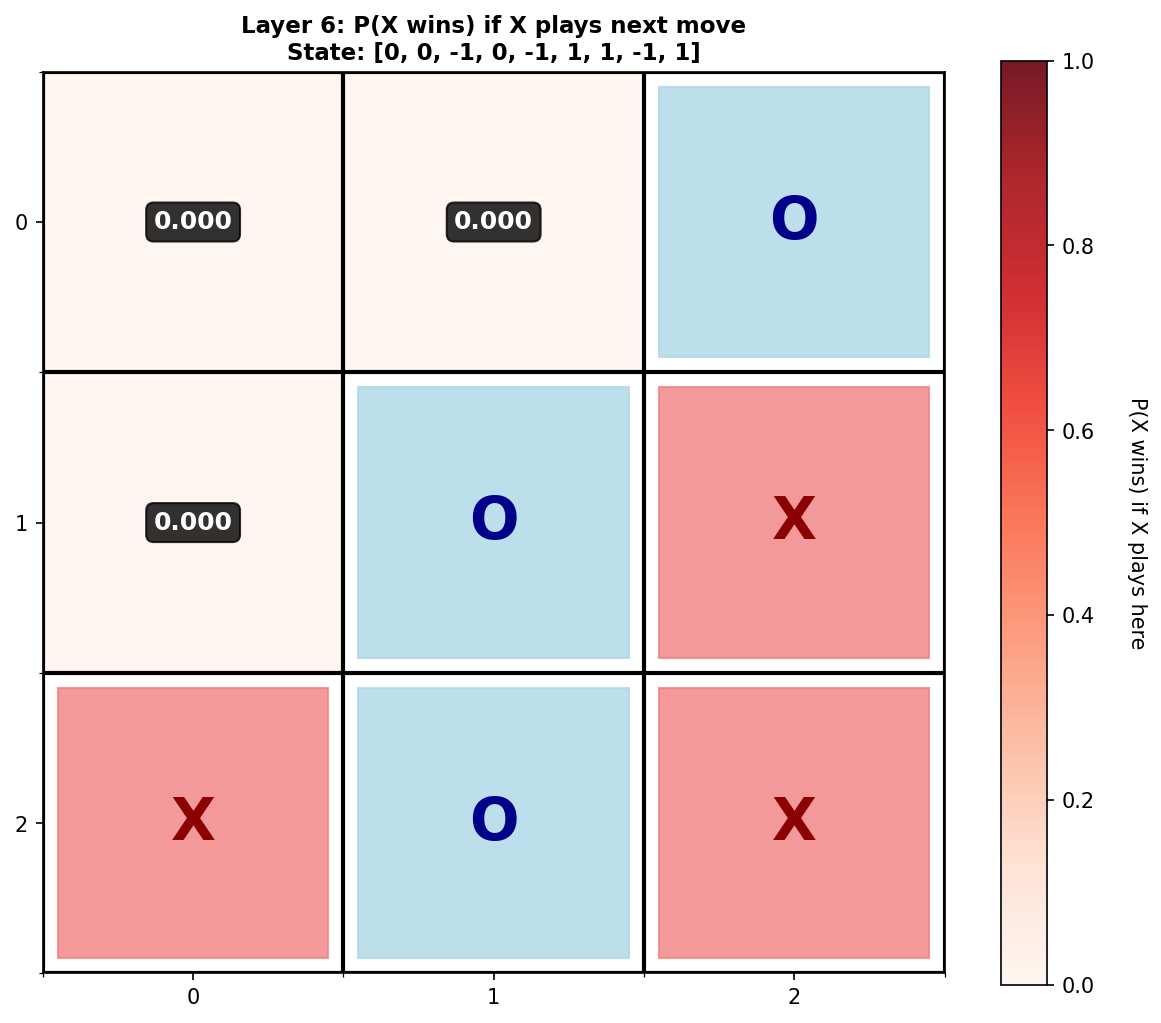 Layer 6: P(X wins) if X plays next move
State: [0, 0, -1, 0, -1, 1, 1, -1, 1]
0.000
0.000
O
0.000
O
X
X
O
X
0
1
2
0
1
2
1.0
0.8
0.6
0.4
0.2
0.0
P(X wins) if X plays here